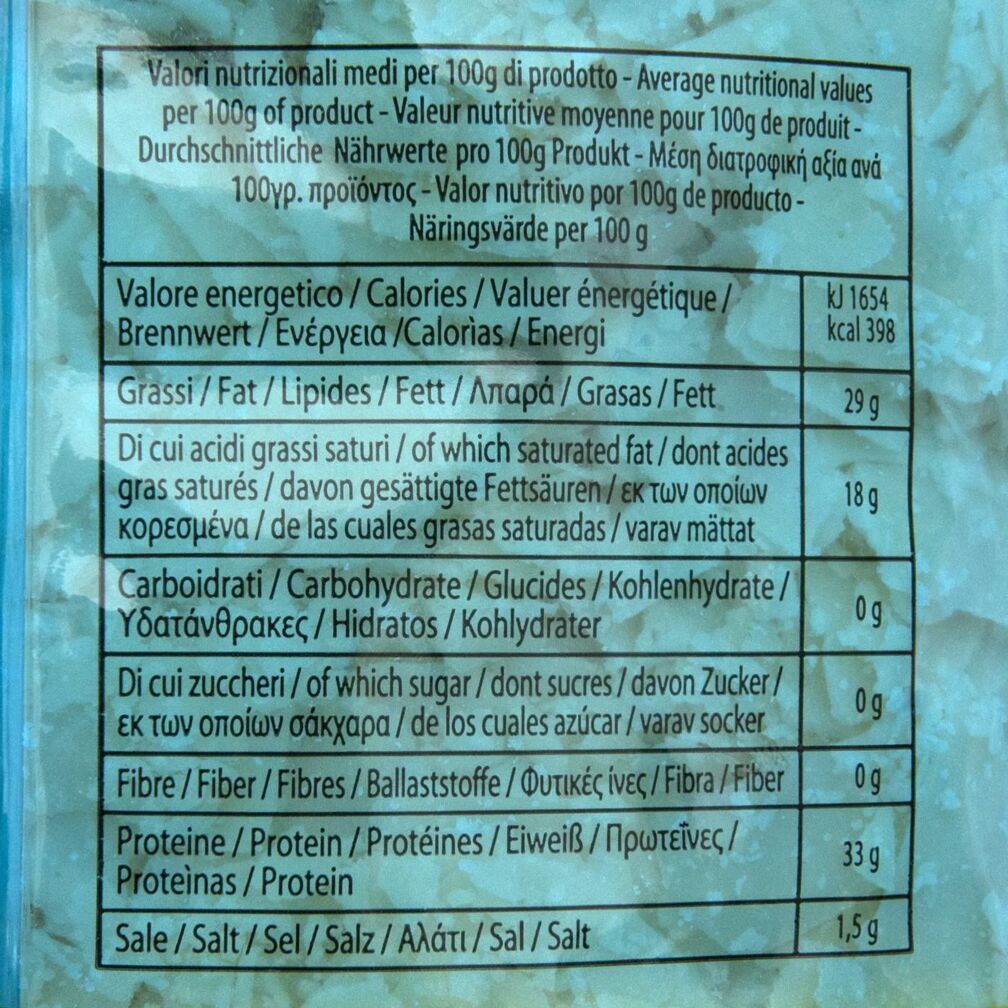 Valori nutrizionali medi per 100g di prodotto - Average nutritional values
per 100g of product - Valeur nutritive moyenne pour 100g de produit -
Durchschnittliche Nährwerte pro 100g Produkt - Μέση διατροφική αξία ανά
100γρ. προϊόντος - Valor nutritivo por 100g de producto -
Näringsvärde per 100 g
Valore energetico / Calories / Valuer énergétique /
Brennwert / Ενέργεια /Calorìas / Energi
kJ 1654
kcal 398
Grassi / Fat / Lipides / Fett / Λιπαρά / Grasas / Fett
29 g
Di cui acidi grassi saturi / of which saturated fat / dont acides
gras saturés / davon gesättigte Fettsäuren / εκ των οποίων
κορεσμένα / de las cuales grasas saturadas / varav mättat
18 g
Carboidrati / Carbohydrate / Glucides / Kohlenhydrate /
Υδατάνθρακες / Hidratos / Kohlydrater
0 g
Di cui zuccheri / of which sugar / dont sucres / davon Zucker /
εκ των οποίων σάκχαρα / de los cuales azúcar / varav socker
0 g
Fibre / Fiber / Fibres / Ballaststoffe / Φυτικές ίνες / Fibra / Fiber
0 g
Proteine / Protein / Protéines / Eiweiß / Πρωτεΐνες /
Proteìnas / Protein
33 g
Sale / Salt / Sel / Salz / Αλάτι / Sal / Salt
1,5 g